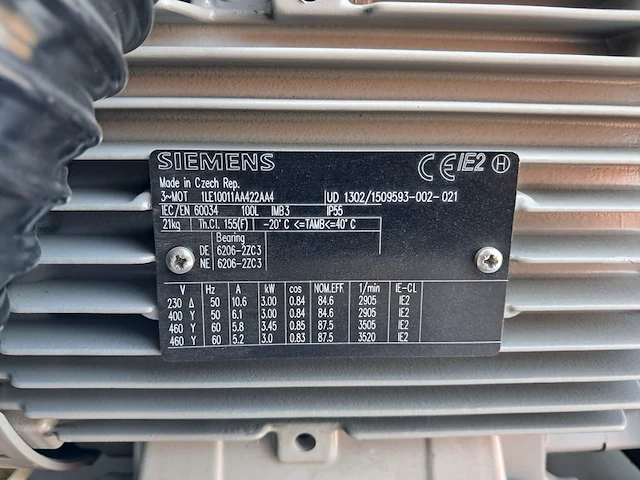 SIEMENS CE IE2 H
Made in Czech Rep.
3~MOT 1LE10011AA422AA4 UD 1302/1509593-002-021
IEC/EN 60034 100L IMB3 IP55
21kg Th.Cl. 155(F) -20°C <=TAMB<=40°C
Bearing
DE 6206-2ZC3
NE 6206-2ZC3
V Hz A kW cos NOM.EFF 1/min IE-CL
230 Δ 50 10.6 3.00 0.84 84.6 2905 IE2
400 Y 50 6.1 3.00 0.84 84.6 2905 IE2
460 Y 60 5.8 3.45 0.85 87.5 3505 IE2
460 Y 60 5.2 3.0 0.83 87.5 3520 IE2